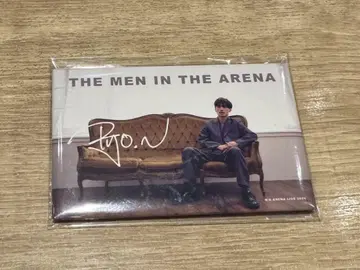 THE MEN IN THE ARENA
Ryo.N